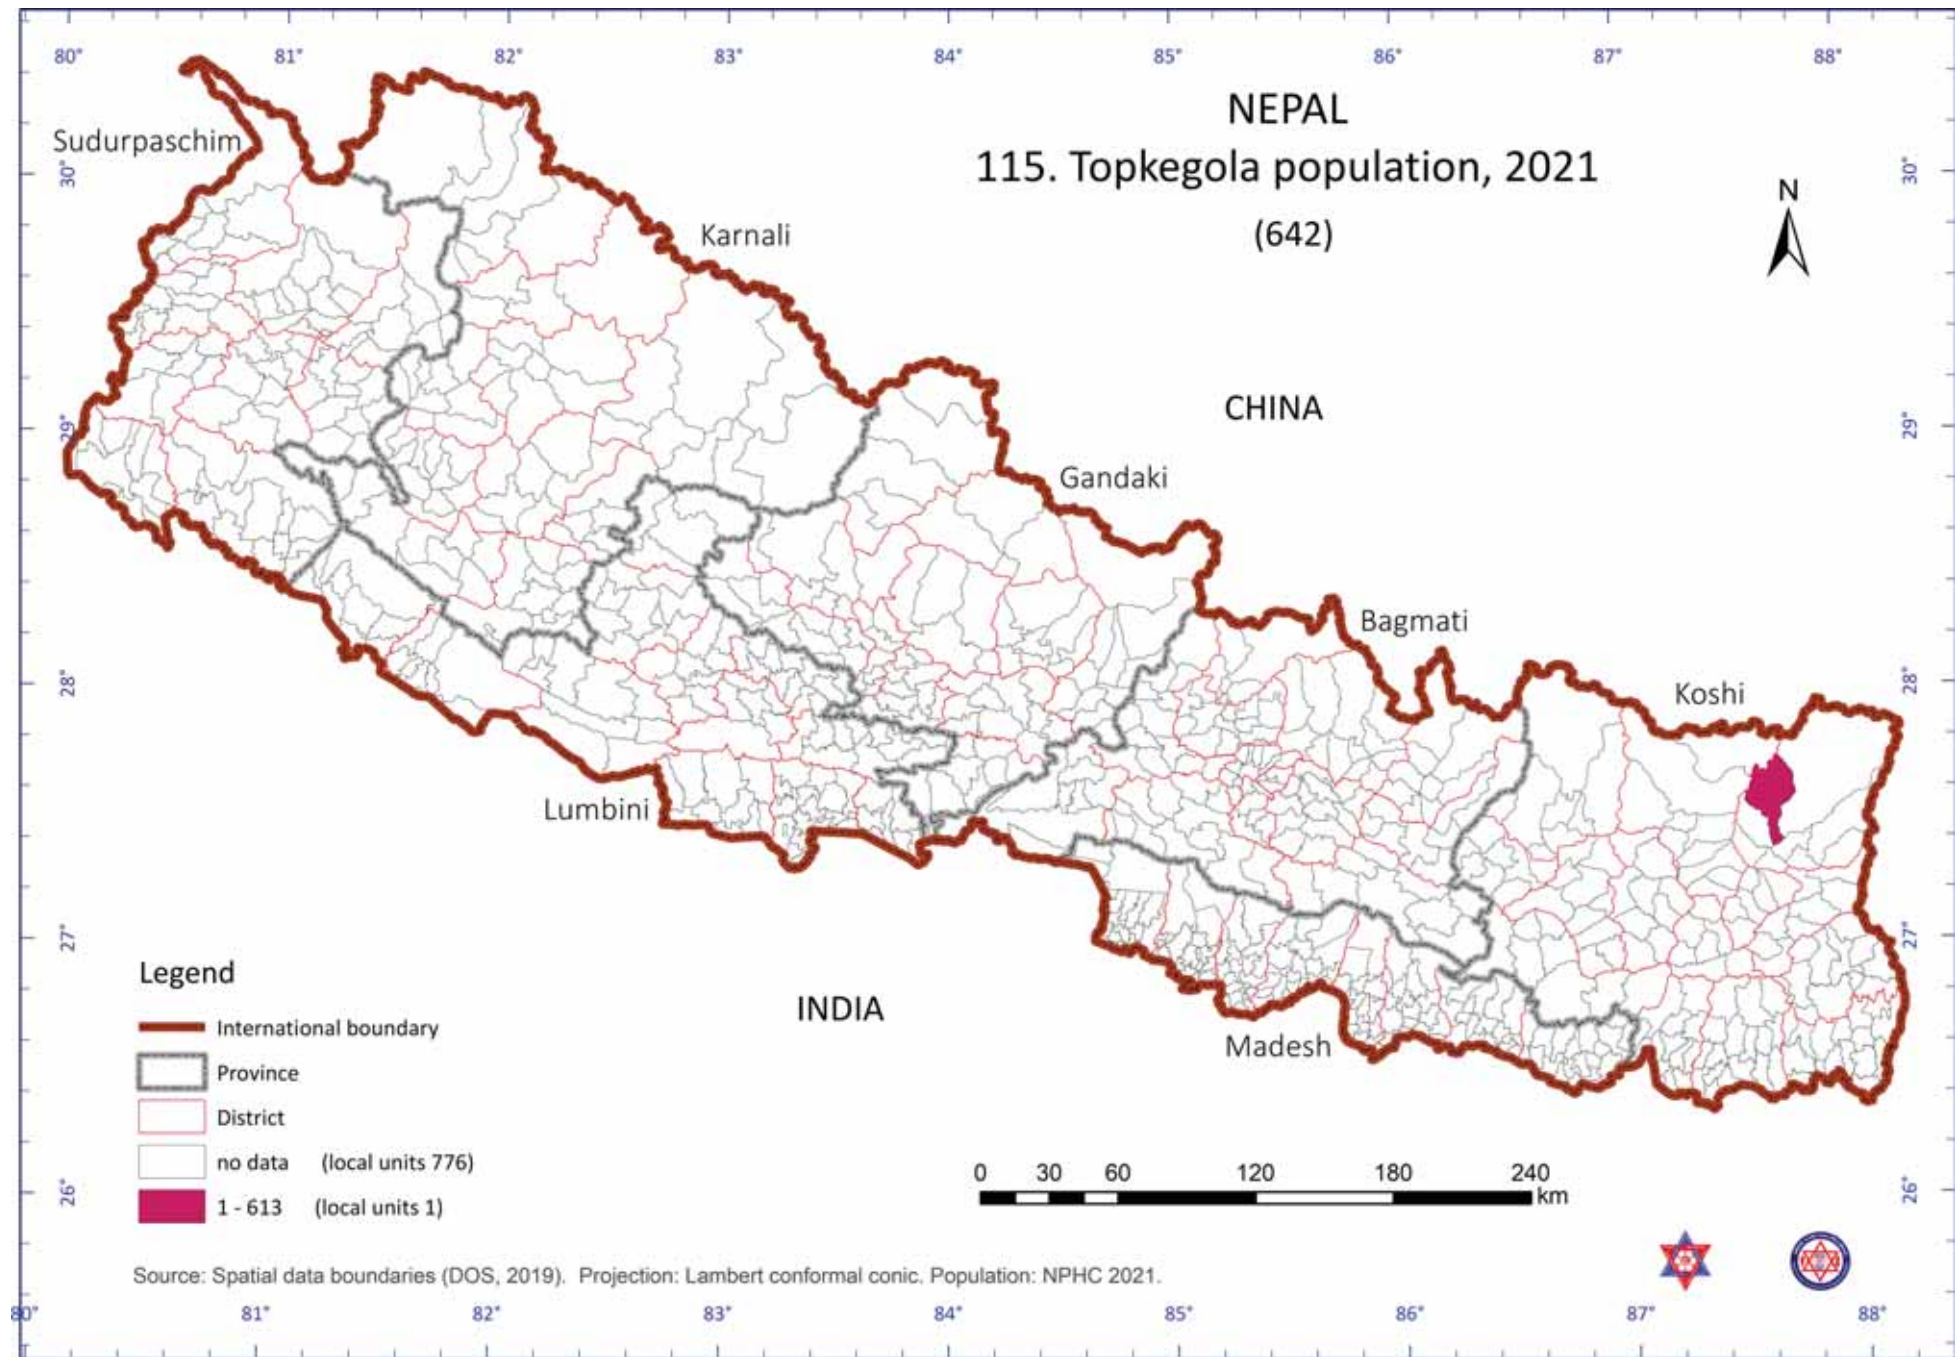 80° 81° 82° 83° 84° 85° 86° 87° 88°
NEPAL
115. Topkegola population, 2021
(642)
Sudurpaschim
30°
30°
N
Karnali
CHINA
29°
29°
Gandaki
Bagmati
28°
28°
Koshi
Lumbini
27°
27°
Legend
INDIA
International boundary
Madesh
Province
District
no data (local units 776)
0 30 60 120 180 240
km
26°
26°
1 - 613 (local units 1)
Source: Spatial data boundaries (DOS, 2019). Projection: Lambert conformal conic. Population: NPHC 2021.
80° 81° 82° 83° 84° 85° 86° 87° 88°